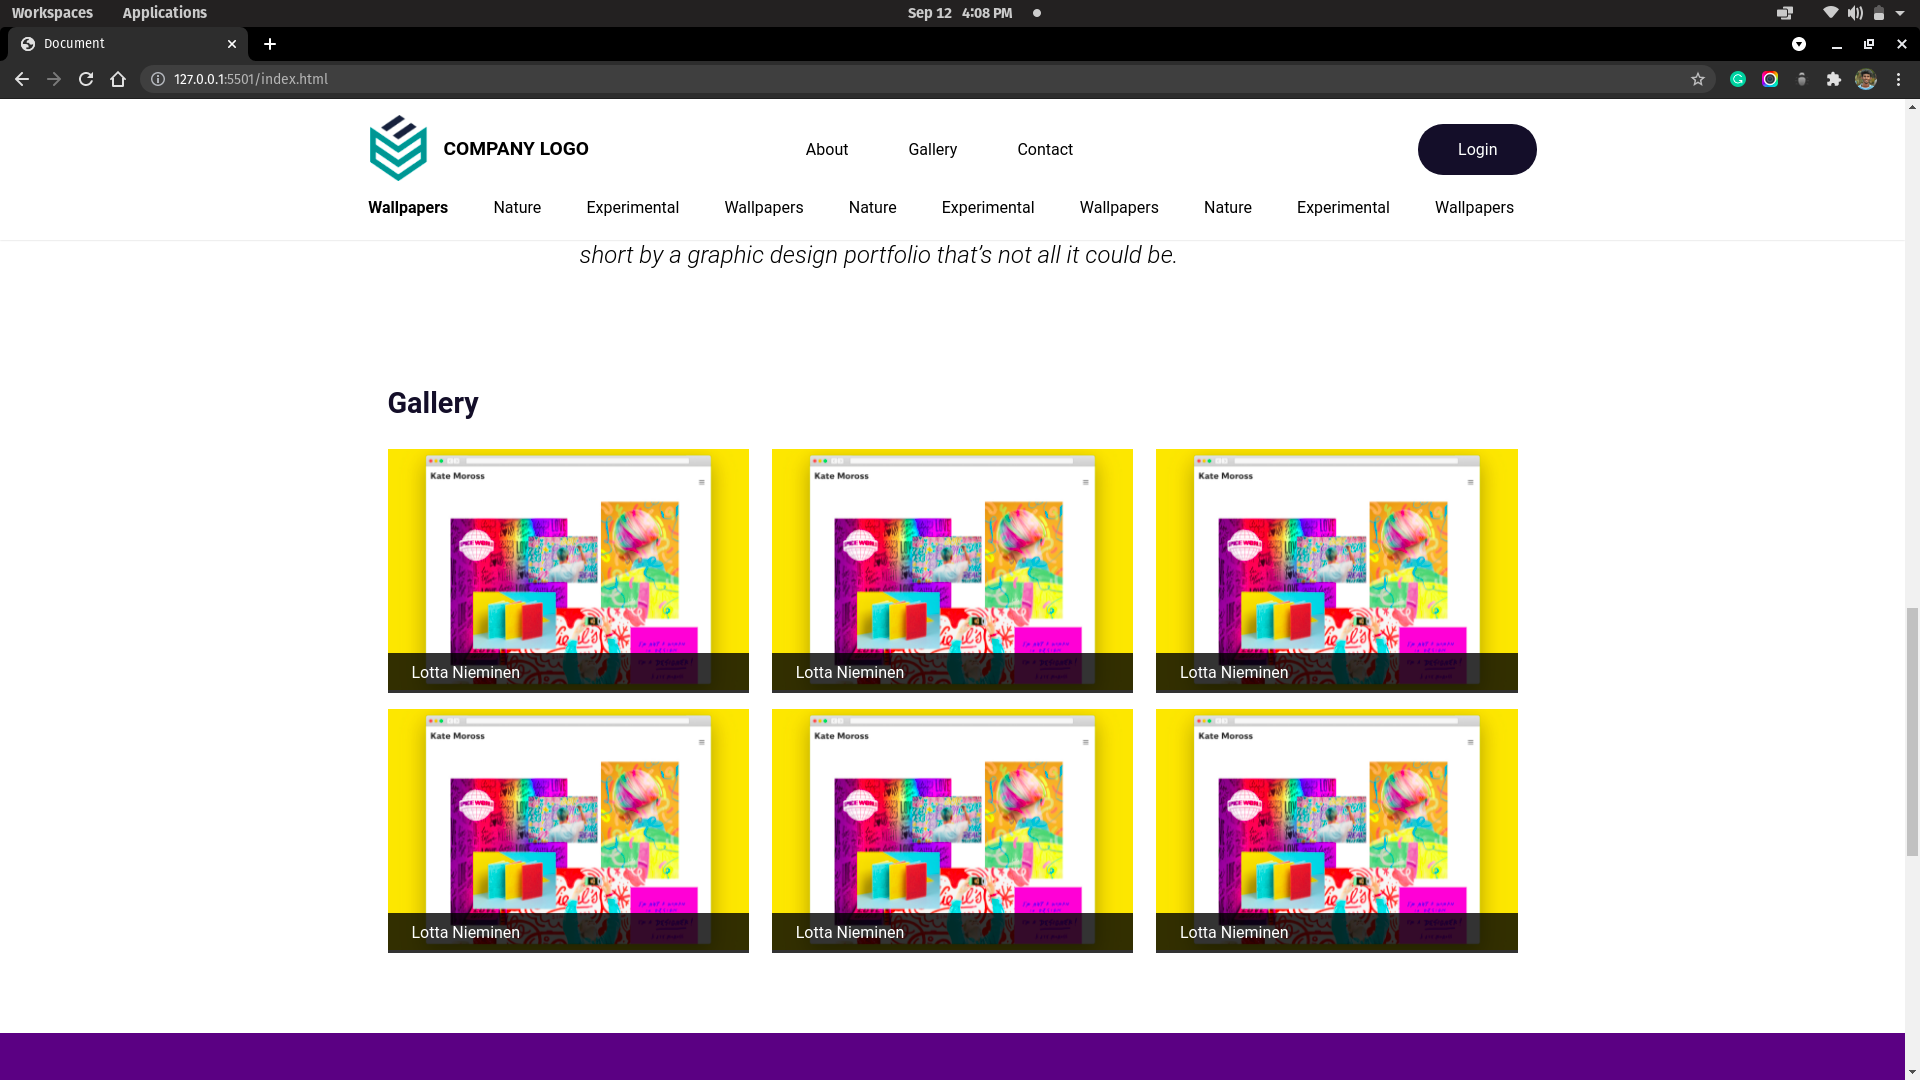 Workspaces Applications Sep 12 4:08 PM
Document
127.0.0.1:5501/index.html
COMPANY LOGO About Gallery Contact Login
Wallpapers Nature Experimental Wallpapers Nature Experimental Wallpapers Nature Experimental Wallpapers
short by a graphic design portfolio that’s not all it could be.
Gallery
Kate Moross Kate Moross Kate Moross
Lotta Nieminen Lotta Nieminen Lotta Nieminen
Kate Moross Kate Moross Kate Moross
Lotta Nieminen Lotta Nieminen Lotta Nieminen